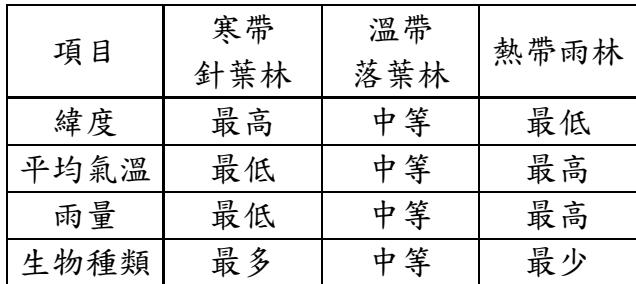 項目 寒帶 針葉林 溫帶 落葉林 熱帶雨林
緯度 最高 中等 最低
平均氣溫 最低 中等 最高
雨量 最低 中等 最高
生物種類 最多 中等 最少